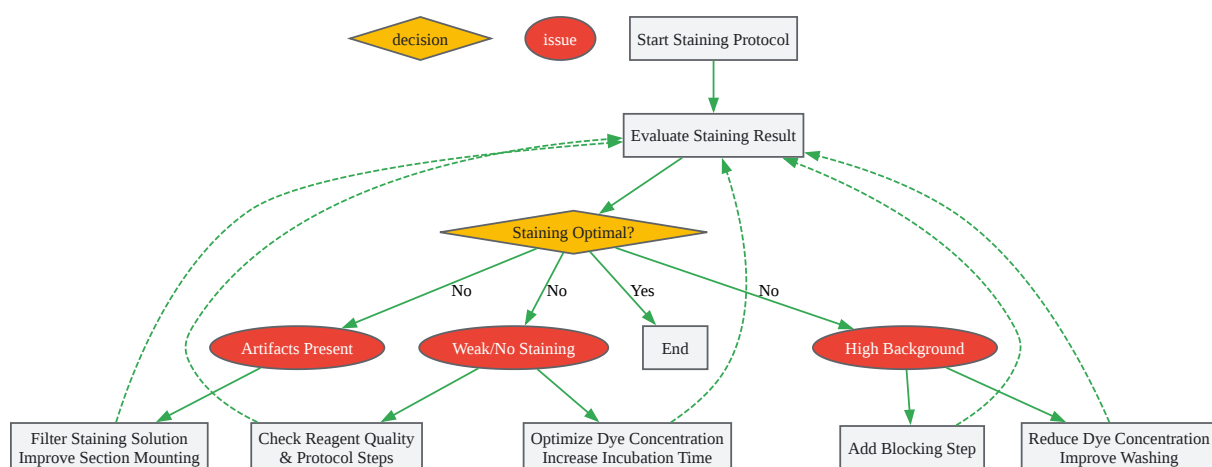 decision
issue
Start Staining Protocol
Evaluate Staining Result
Staining Optimal?
No
No
Yes
No
Artifacts Present
Weak/No Staining
End
High Background
Filter Staining Solution
Improve Section Mounting
Check Reagent Quality
& Protocol Steps
Optimize Dye Concentration
Increase Incubation Time
Add Blocking Step
Reduce Dye Concentration
Improve Washing